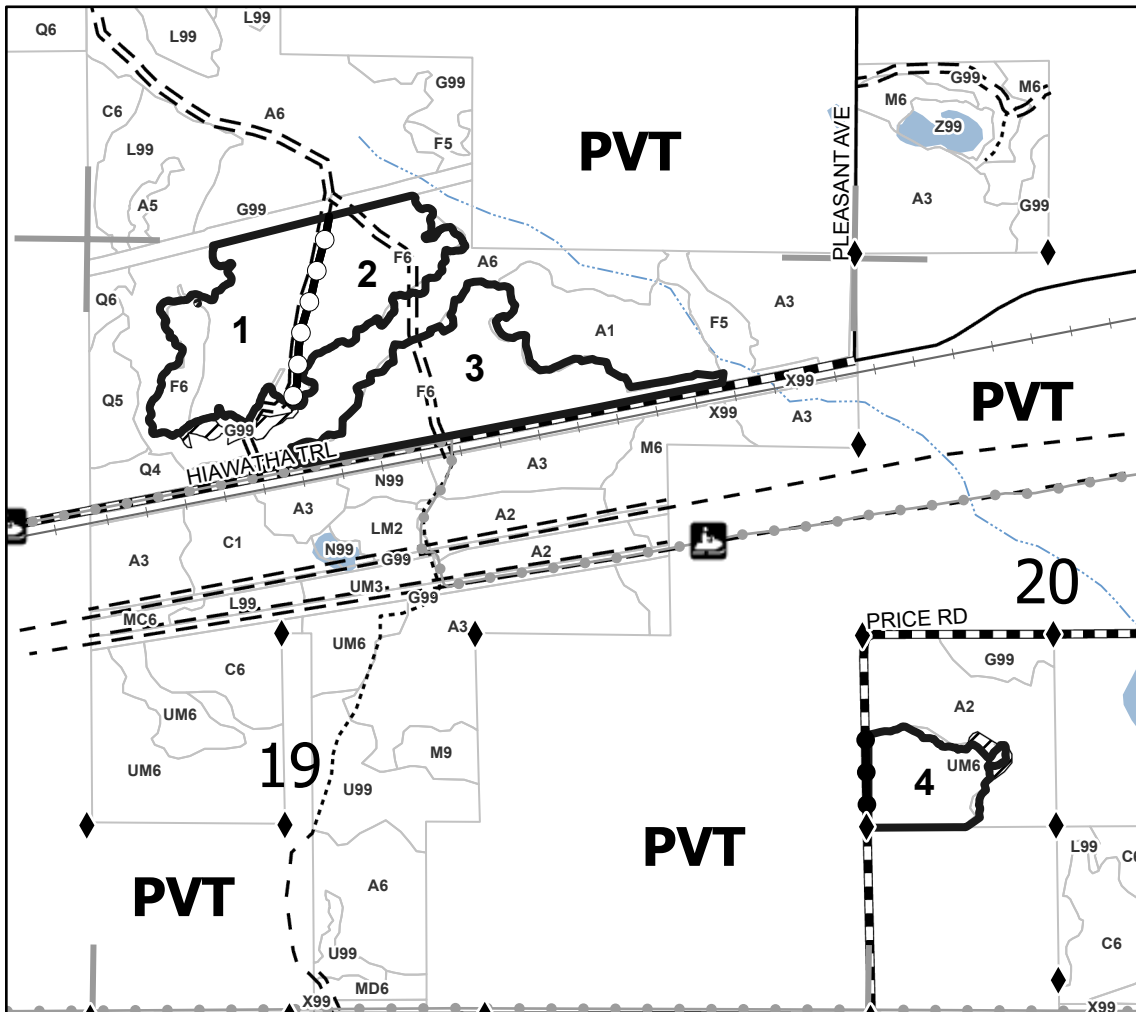 L99
Q6
L99
G99
G99
M6
C6
A6
M6
PLEASANT AVE
Z99
F5
PVT
L99
A5
G99
A3
G99
F6
2
A6
Q6
1
A3
A1
F5
3
X99
F6
F6
Q5
PVT
X99
A3
G99
M6
HIAWATHA TRL
Q4
A3
N99
A3
LM2
A2
C1
N99
A2
A3
G99
UM3
20
L99
G99
MC6
PRICE RD
A3
UM6
G99
C6
A2
UM6
M9
19
UM6
UM6
4
U99
PVT
L99
C6
A6
PVT
C6
U99
MD6
X99
X99